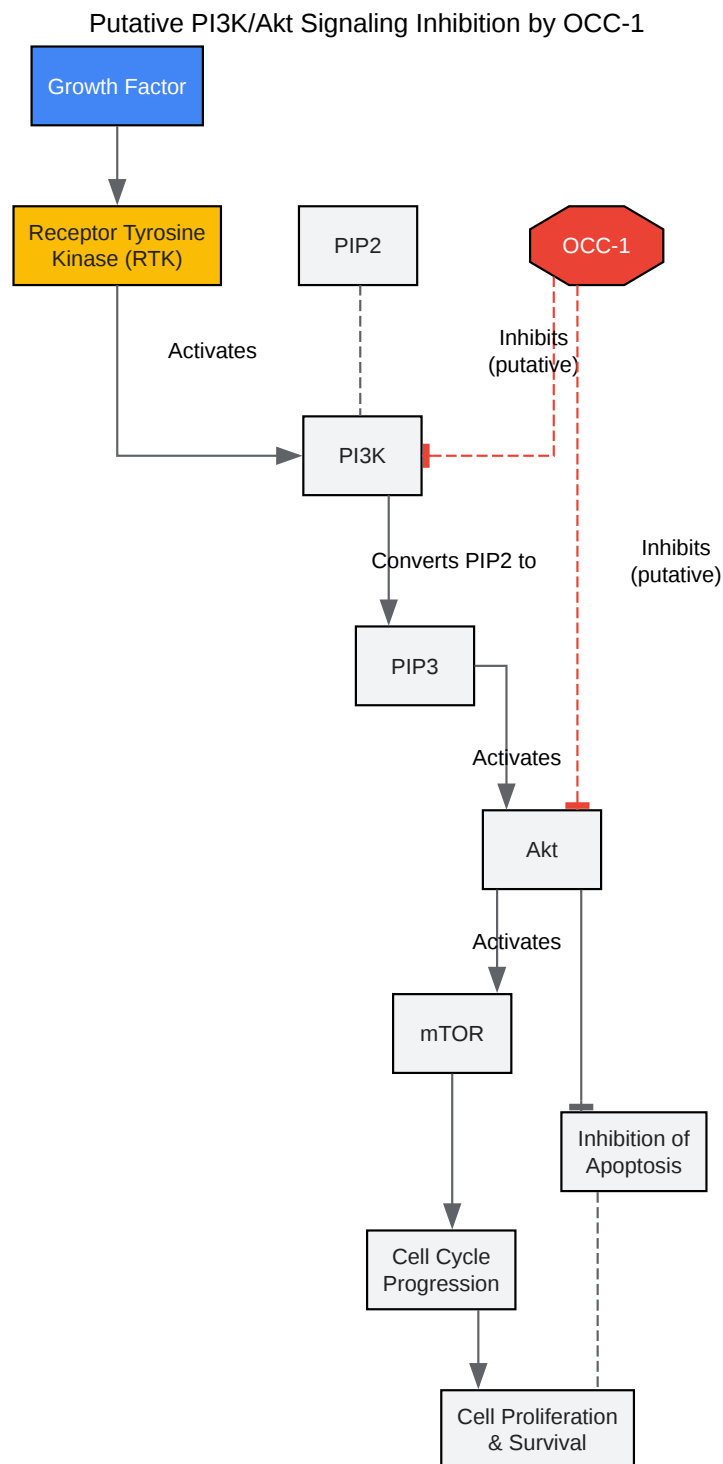 Putative PI3K/Akt Signaling Inhibition by OCC-1
Growth Factor
Receptor Tyrosine
Kinase (RTK)
PIP2
OCC-1
Activates
Inhibits
(putative)
PI3K
Converts PIP2 to
Inhibits
(putative)
PIP3
Activates
Akt
Activates
mTOR
Inhibition of
Apoptosis
Cell Cycle
Progression
Cell Proliferation
& Survival